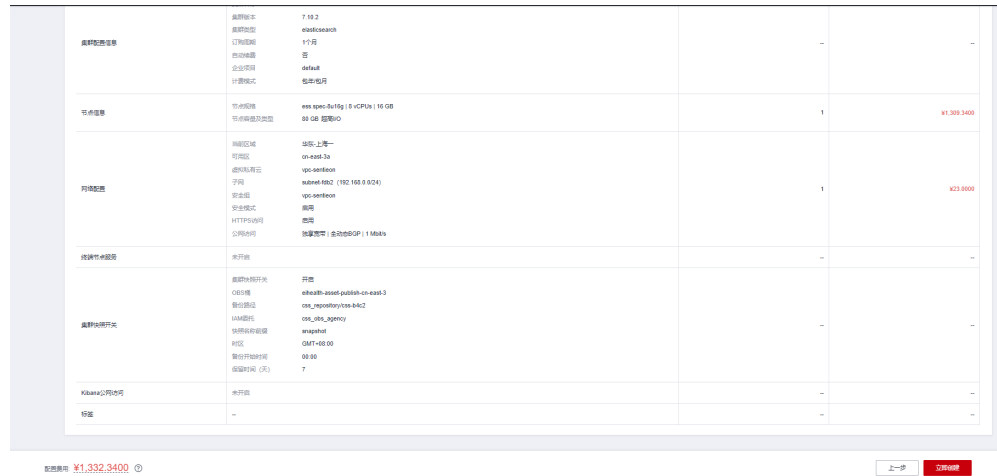 集群版本 7.10.2
集群类型 elasticsearch
集群配置信息 订购周期 1个月 -- --
自动续费 否
企业项目 default
计费模式 包年/包月
节点规格 ess.spec-8u16g | 8 vCPUs | 16 GB
节点信息 1 ¥1,309.3400
节点容量及类型 80 GB 超高I/O
当前区域 华东-上海一
可用区 cn-east-3a
虚拟私有云 vpc-sentieon
子网 subnet-fdb2 (192.168.0.0/24)
网络配置 1 ¥23.0000
安全组 vpc-sentieon
安全模式 启用
HTTPS访问 启用
公网访问 独享宽带 | 全动态BGP | 1 Mbit/s
终端节点服务 未开启 -- --
集群快照开关 开启
OBS桶 eihealth-asset-publish-cn-east-3
备份路径 css_repository/css-b4c2
IAM委托 css_obs_agency
集群快照开关 快照名称前缀 snapshot -- --
时区 GMT+08:00
备份开始时间 00:00
保留时间(天) 7
Kibana公网访问 未开启 -- --
标签 -- -- --
配置费用 ¥1,332.3400 上一步 立即创建